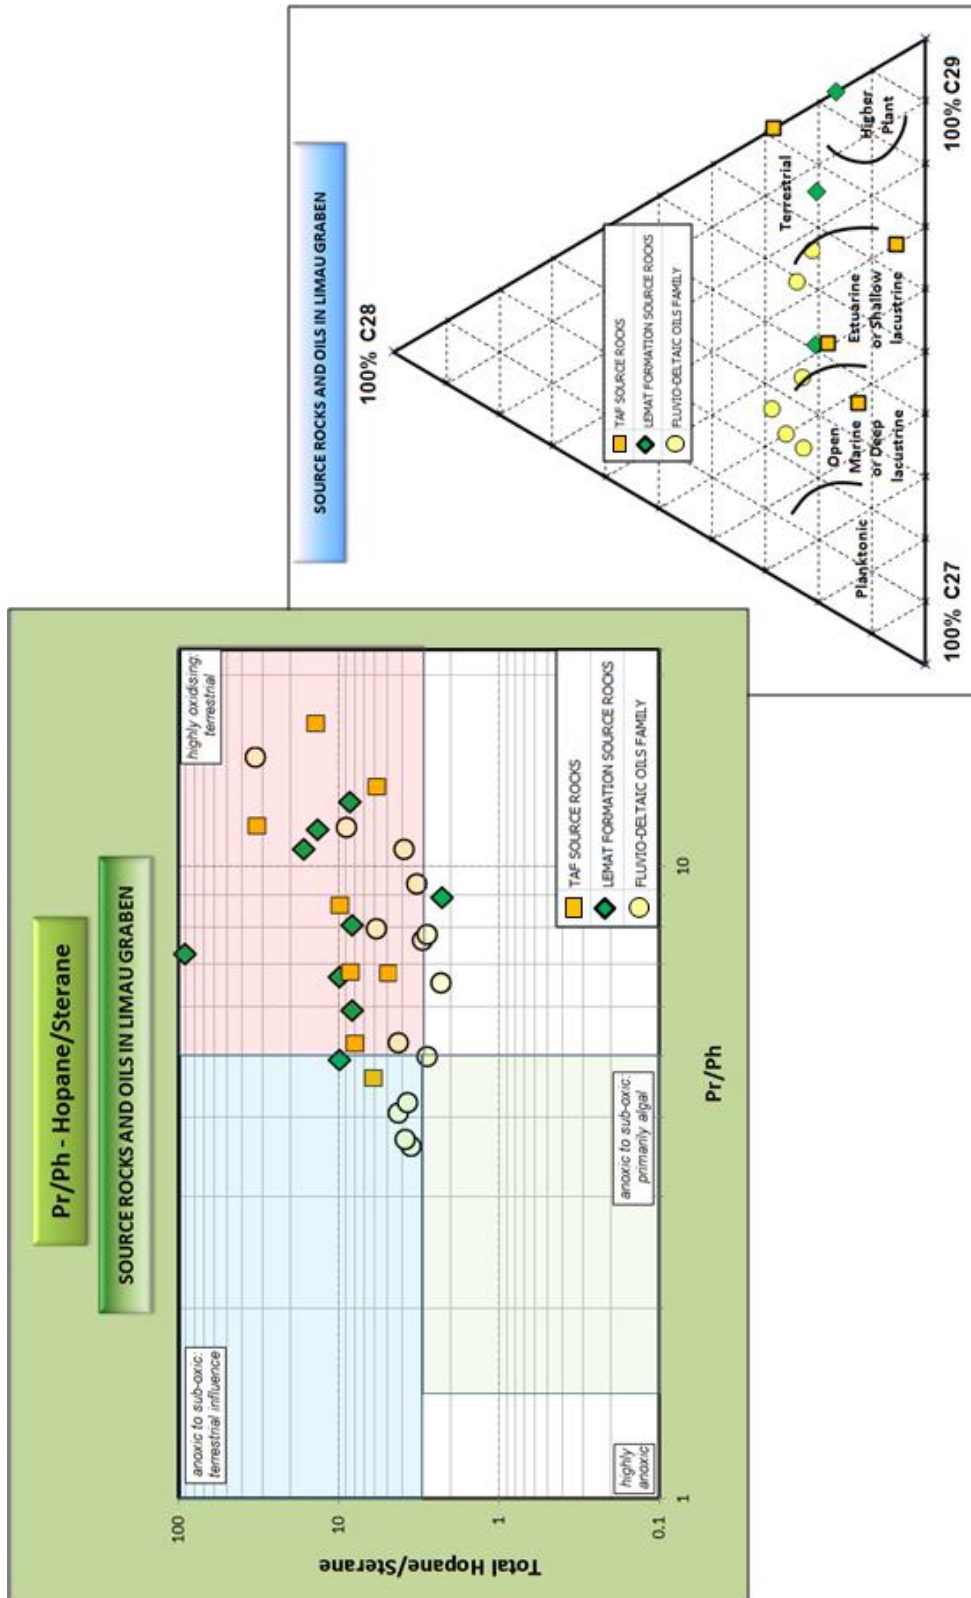 Pr/Ph - Hopane/Sterane
SOURCE ROCKS AND OILS IN LIMAU GRABEN
anoxic to sub-oxic:
terrestrial influence
highly oxidising:
terrestrial
highly
anoxic
anoxic to sub-oxic:
primarily algal
TAF SOURCE ROCKS
LEMAT FORMATION SOURCE ROCKS
FLUVIO-DELTAIC OILS FAMILY
Total Hopane/Sterane
100
10
1
0.1
1
10
Pr/Ph
SOURCE ROCKS AND OILS IN LIMAU GRABEN
100% C28
TAF SOURCE ROCKS
LEMAT FORMATION SOURCE ROCKS
FLUVIO-DELTAIC OILS FAMILY
Planktonic
Open
Marine
or Deep
lacustrine
Estuarine
or Shallow
lacustrine
Terrestrial
Higher
Plant
100% C27
100% C29